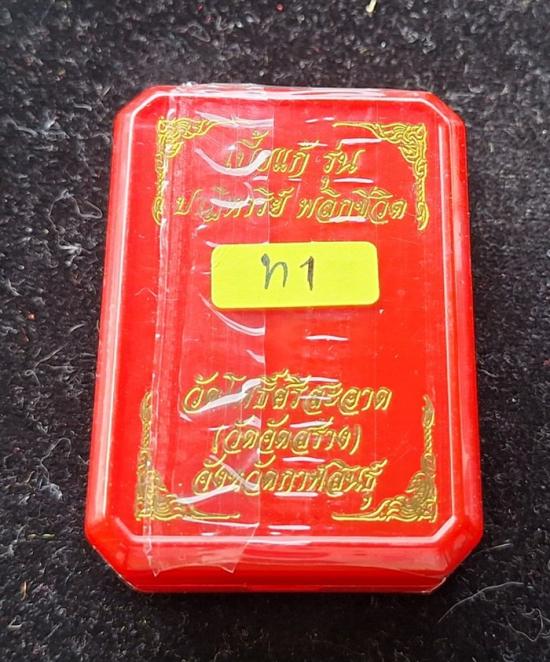 เบี้ยแก้ รุ่น
ปาฏิหาริย์ พลิกชีวิต
ท1
วัดโพธิ์ศรีสะอาด
จังหวัดกาฬสินธุ์